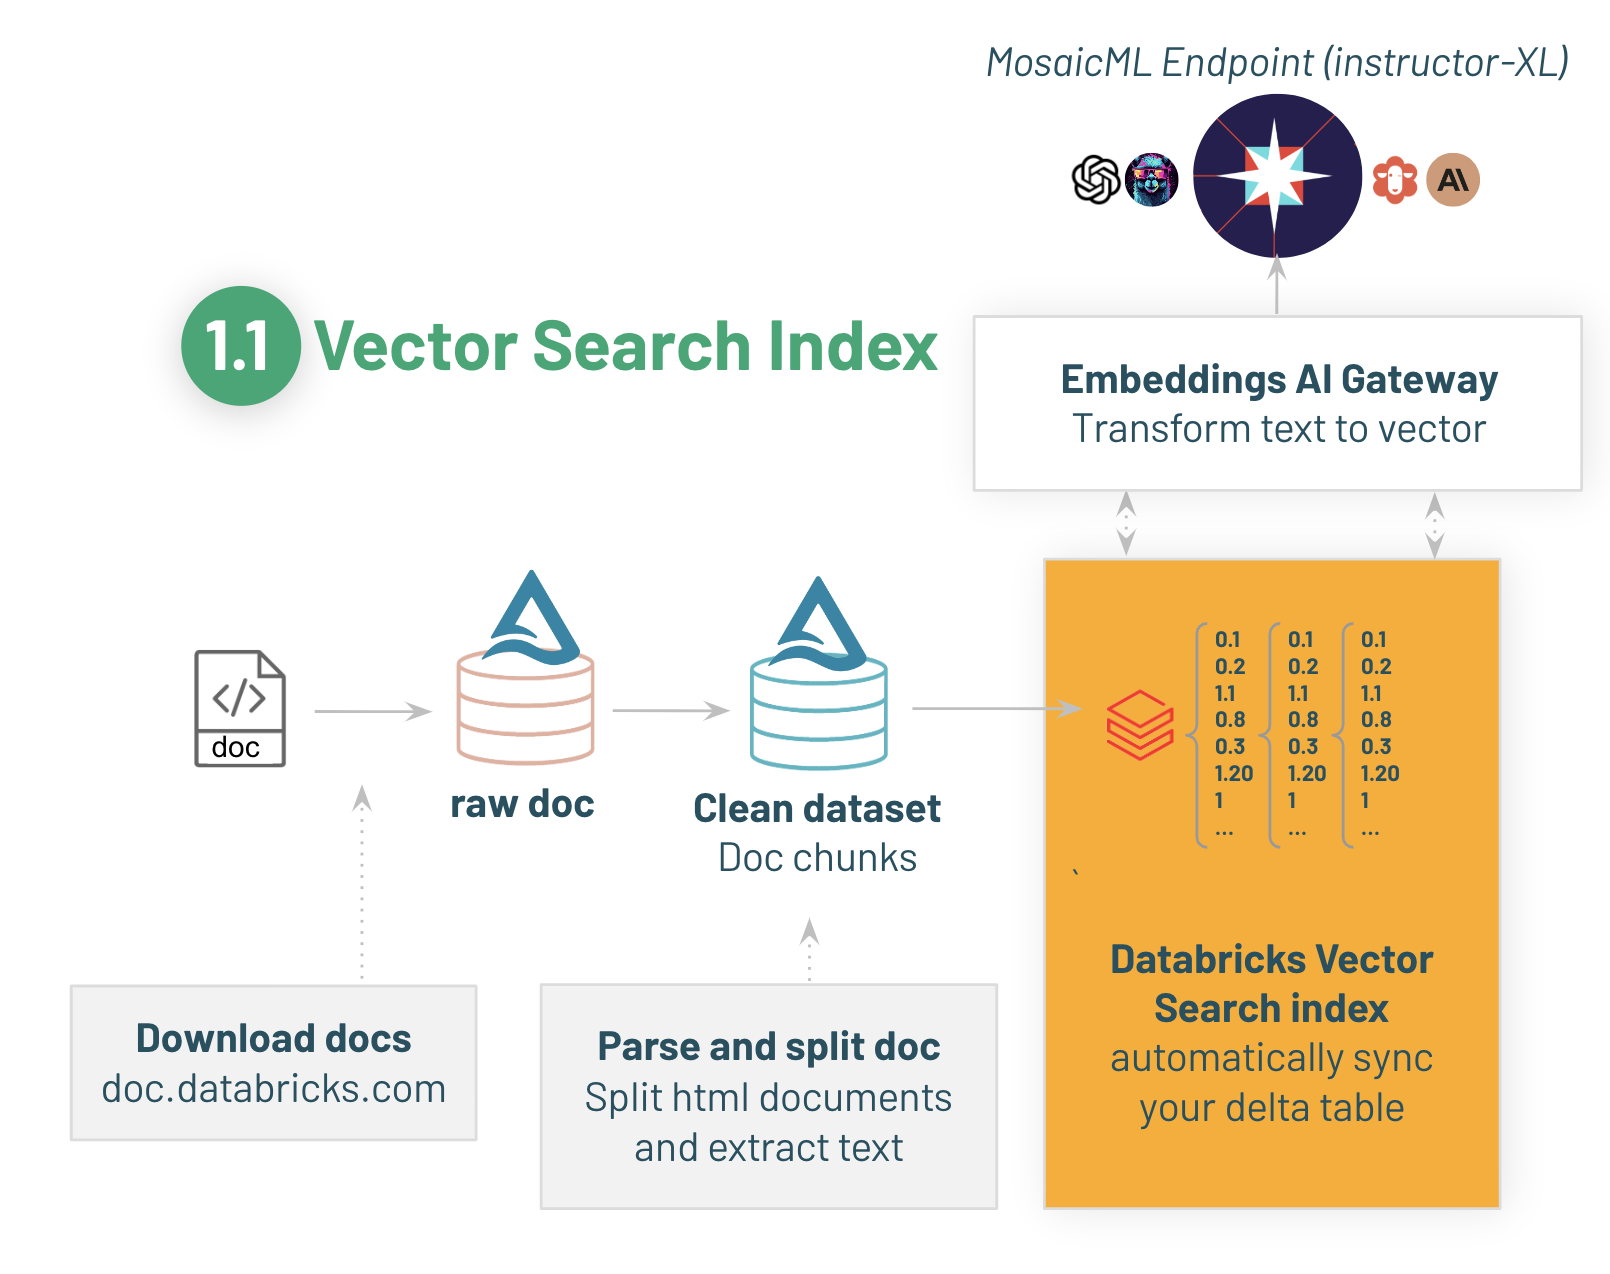 MosaicML Endpoint (instructor-XL)
A\
1.1 Vector Search Index
Embeddings AI Gateway
Transform text to vector
</>
doc
raw doc
Clean dataset
Doc chunks
0.1 0.1 0.1
0.2 0.2 0.2
1.1 1.1 1.1
0.8 0.8 0.8
0.3 0.3 0.3
1.20 1.20 1.20
1 1 1
... ... ...
`
Download docs
doc.databricks.com
Parse and split doc
Split html documents
and extract text
Databricks Vector
Search index
automatically sync
your delta table